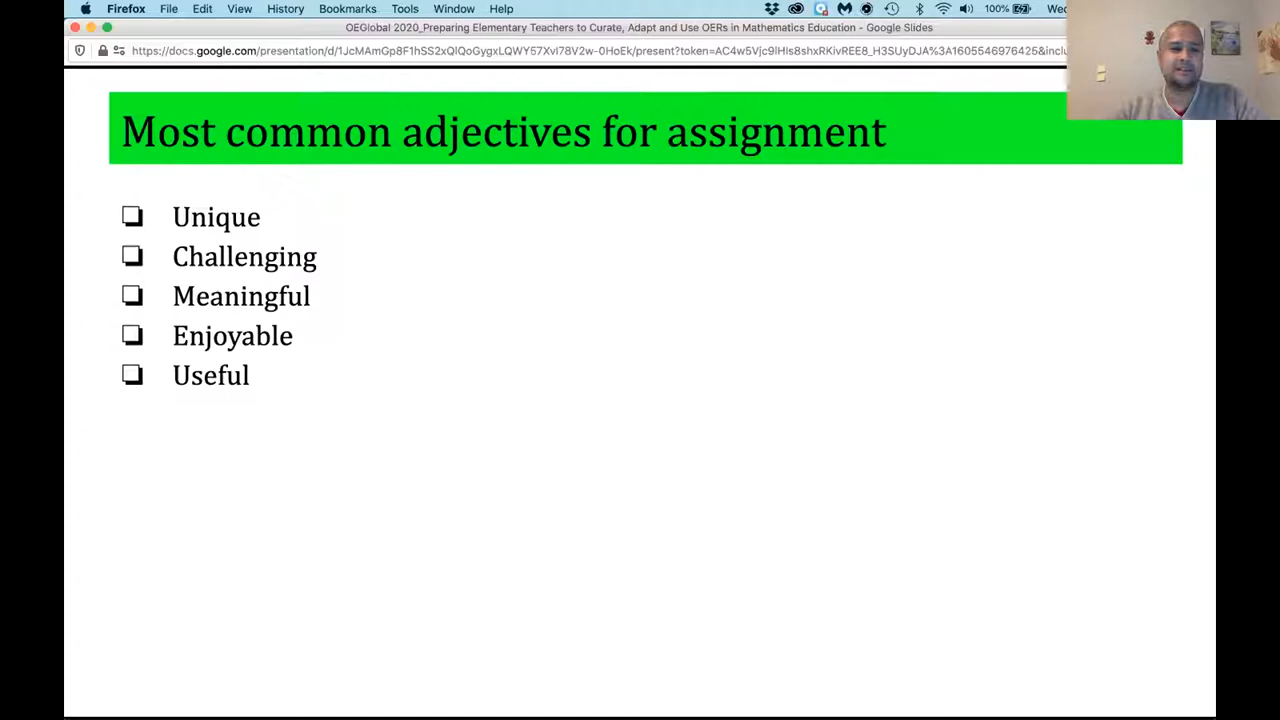 Firefox File Edit View History Bookmarks Tools Window Help 100%
OEGlobal 2020_Preparing Elementary Teachers to Curate, Adapt and Use OERs in Mathematics Education - Google Slides
Most common adjectives for assignment
❏ Unique
❏ Challenging
❏ Meaningful
❏ Enjoyable
❏ Useful